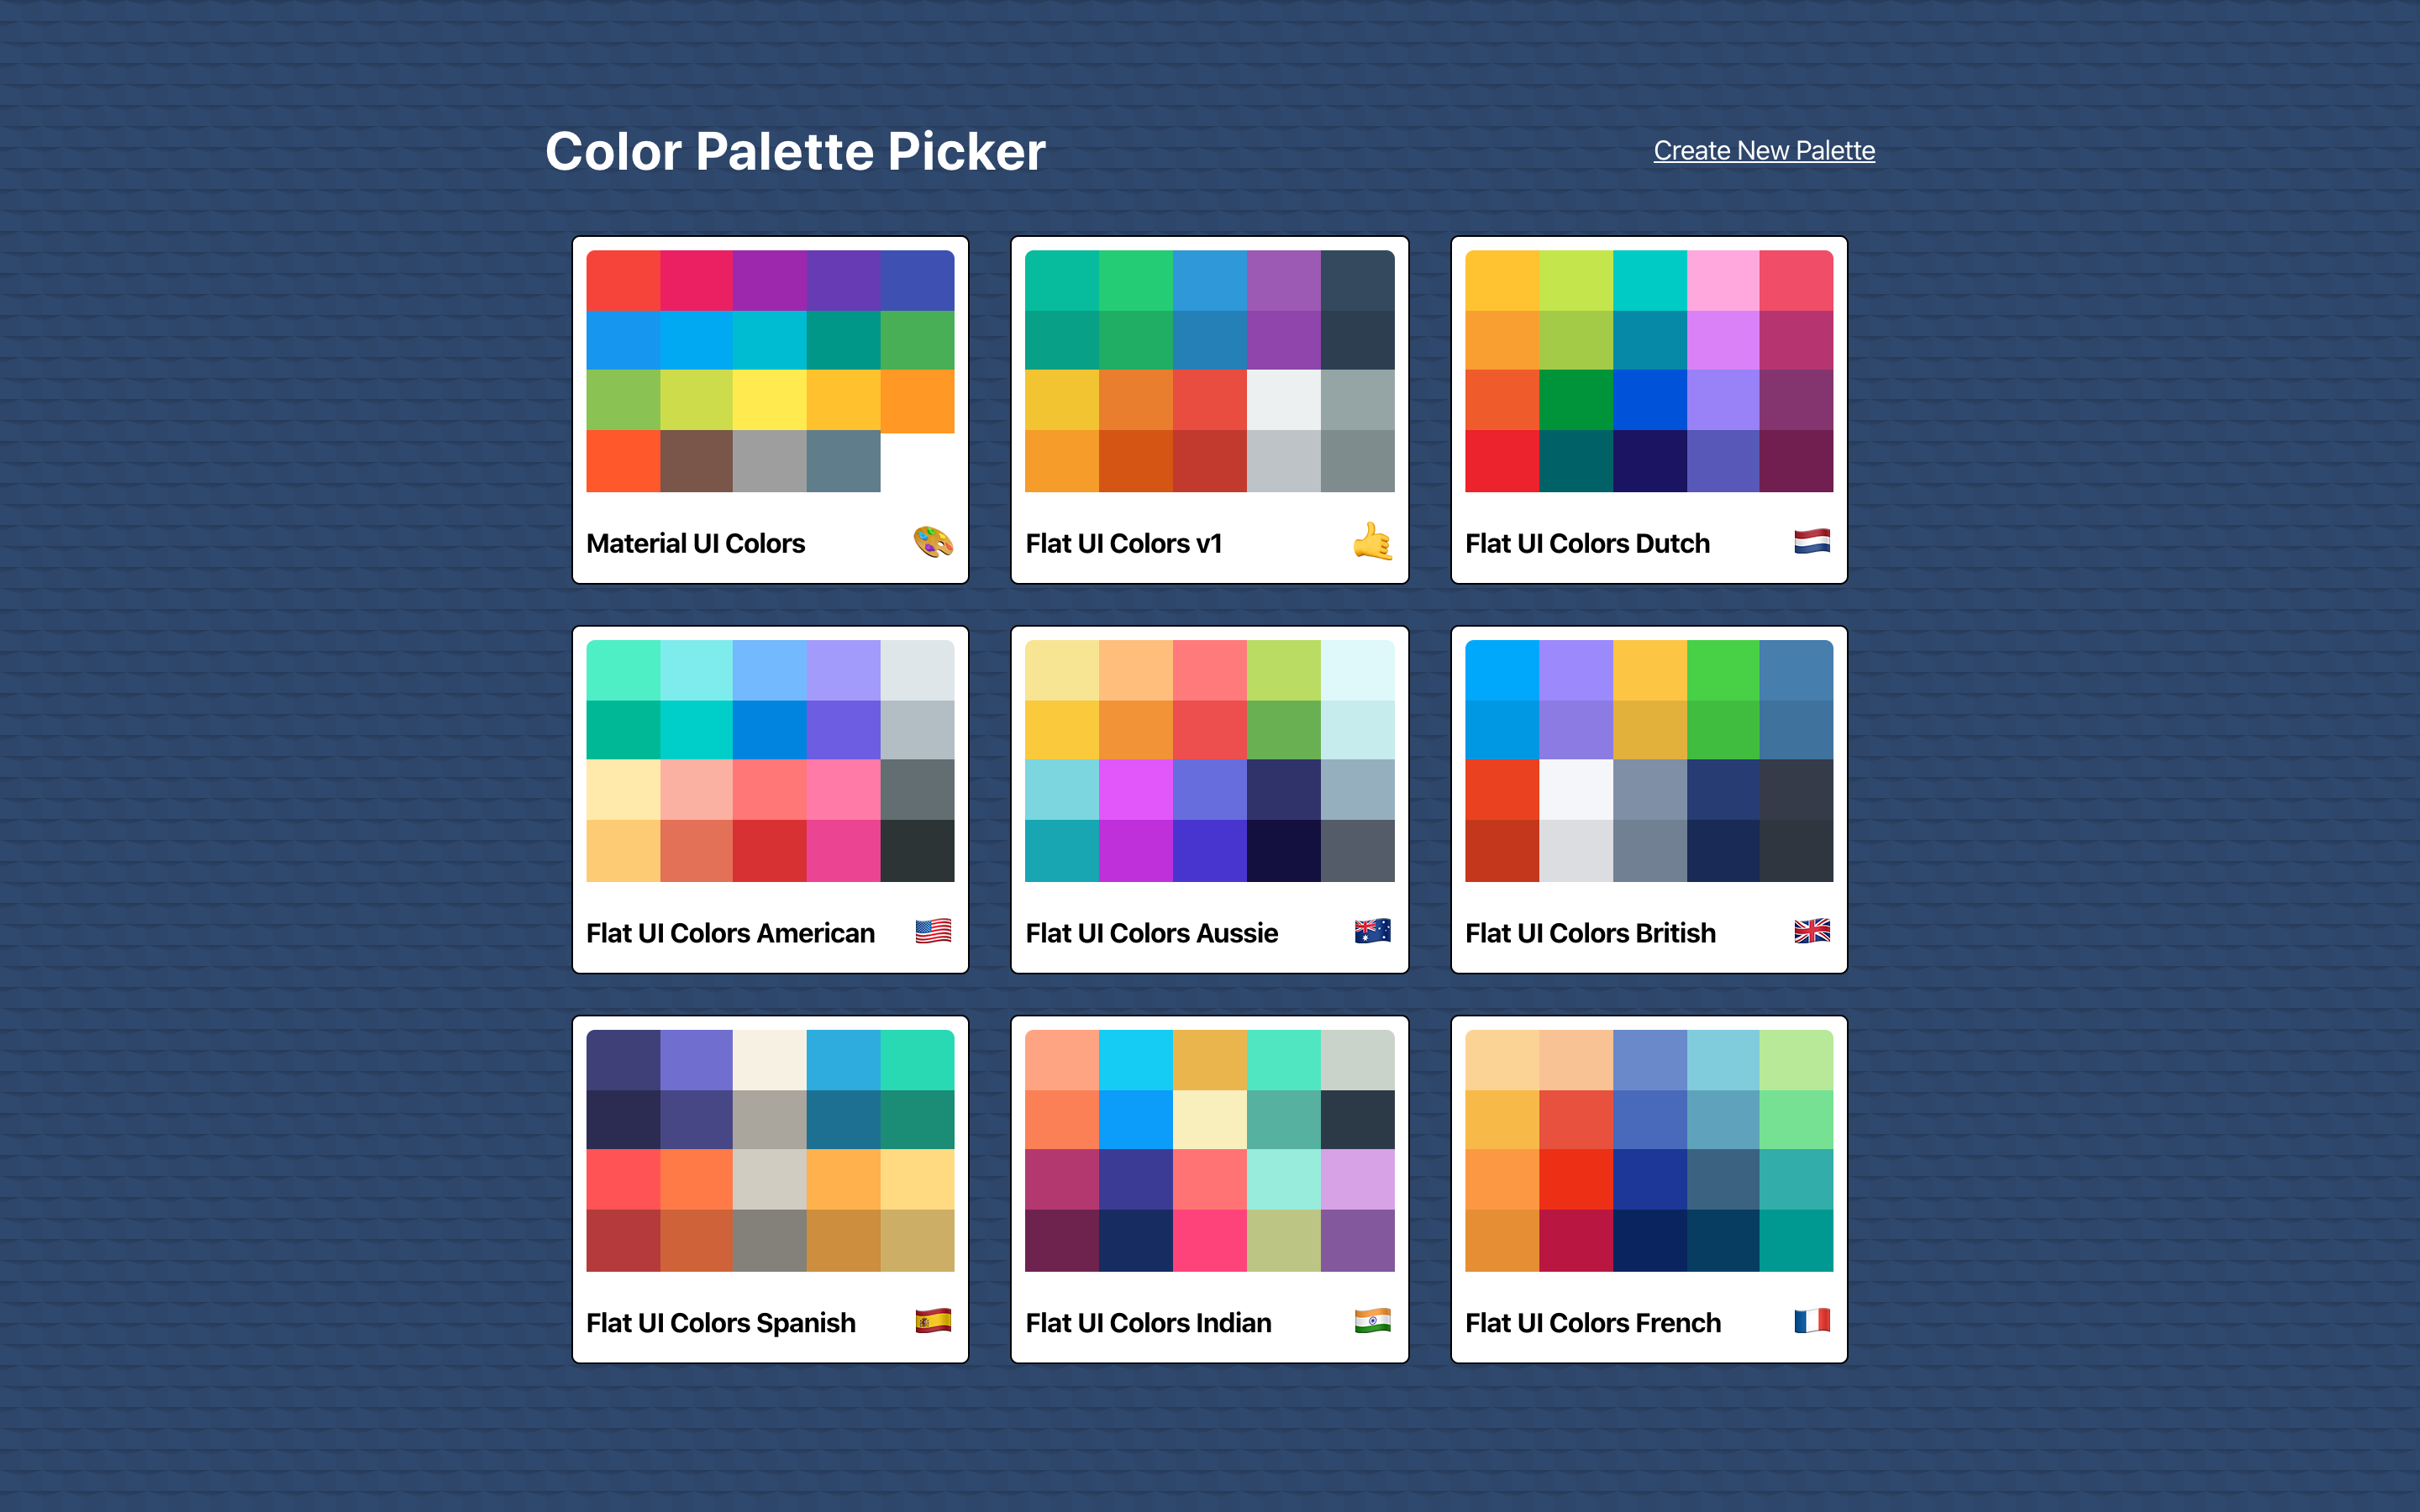 Color Palette Picker
Create New Palette
Material UI Colors 🎨
Flat UI Colors v1 🤙
Flat UI Colors Dutch 🇳🇱
Flat UI Colors American 🇺🇸
Flat UI Colors Aussie 🇦🇺
Flat UI Colors British 🇬🇧
Flat UI Colors Spanish 🇪🇸
Flat UI Colors Indian 🇮🇳
Flat UI Colors French 🇫🇷